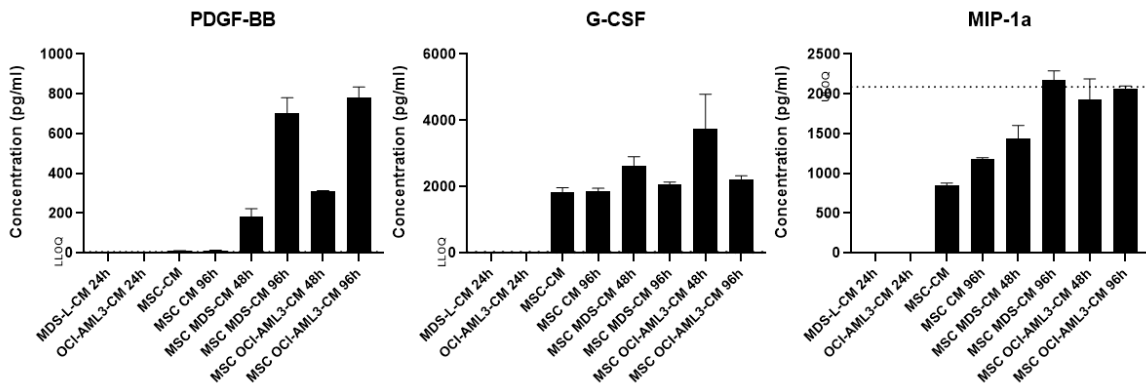 PDGF-BB
Concentration (pg/ml)
1000
800
600
400
200
0
LLOQ
MDS-L-CM 24h
OCI-AML3-CM 24h
MSC-CM
MSC CM 96h
MSC MDS-CM 48h
MSC MDS-CM 96h
MSC OCI-AML3-CM 48h
MSC OCI-AML3-CM 96h
G-CSF
Concentration (pg/ml)
6000
4000
2000
0
LLOQ
MDS-L-CM 24h
OCI-AML3-CM 24h
MSC-CM
MSC CM 96h
MSC MDS-CM 48h
MSC MDS-CM 96h
MSC OCI-AML3-CM 48h
MSC OCI-AML3-CM 96h
MIP-1a
Concentration (pg/ml)
2500
2000
1500
1000
500
0
LLOQ
MDS-L-CM 24h
OCI-AML3-CM 24h
MSC-CM
MSC CM 96h
MSC MDS-CM 48h
MSC MDS-CM 96h
MSC OCI-AML3-CM 48h
MSC OCI-AML3-CM 96h